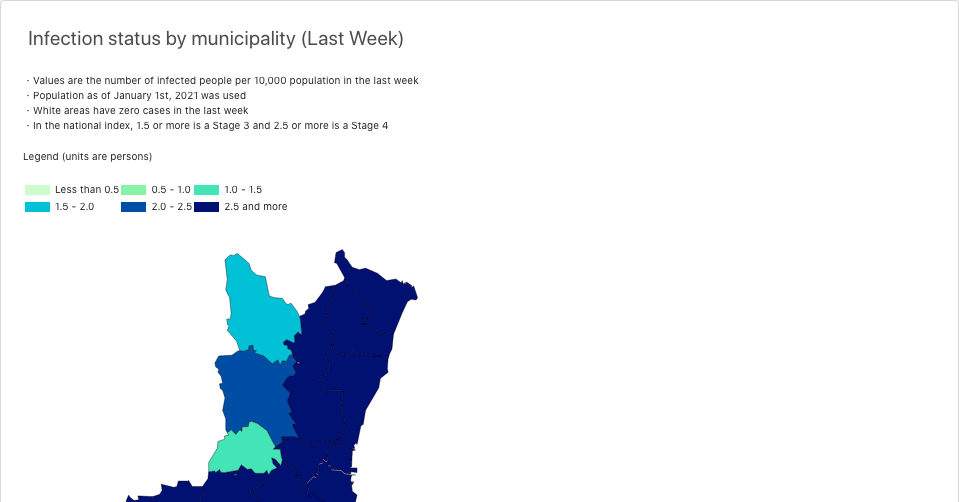 Infection status by municipality (Last Week)
· Values are the number of infected people per 10,000 population in the last week
· Population as of January 1st, 2021 was used
· White areas have zero cases in the last week
· In the national index, 1.5 or more is a Stage 3 and 2.5 or more is a Stage 4
Legend (units are persons)
Less than 0.5 0.5 - 1.0 1.0 - 1.5
1.5 - 2.0 2.0 - 2.5 2.5 and more